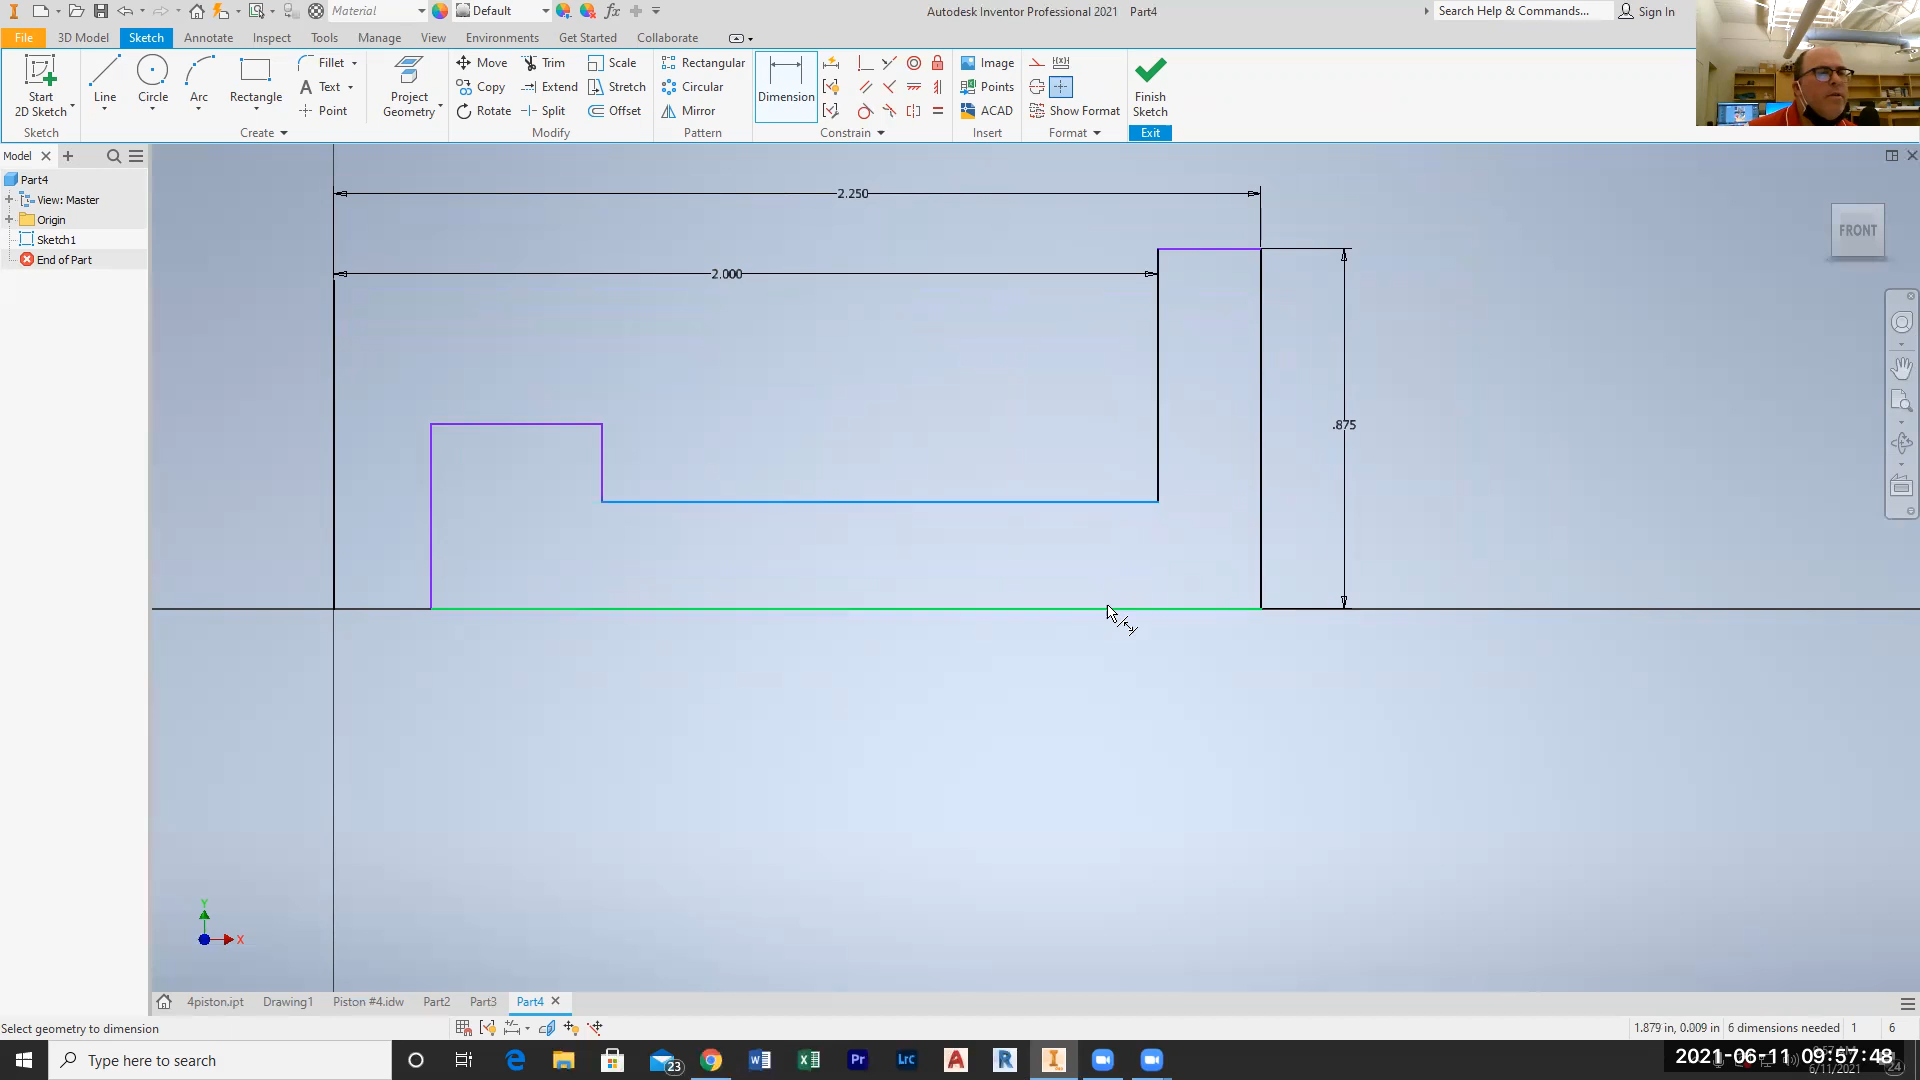 Material Default Autodesk Inventor Professional 2021 Part4 Search Help & Commands... Sign In
File 3D Model Sketch Annotate Inspect Tools Manage View Environments Get Started Collaborate
Start 2D Sketch Line Circle Arc Rectangle Fillet Text Point Project Geometry
Move Trim Scale
Copy Extend Stretch
Rotate Split Offset
Rectangular
Circular
Mirror
Dimension
Image
Points
ACAD
Show Format
Finish Sketch
Sketch Create Modify Pattern Constrain Insert Format Exit
Model
Part4
View: Master
Origin
Sketch1
End of Part
2.250
2.000
.875
FRONT
Y
X
4piston.ipt Drawing1 Piston #4.idw Part2 Part3 Part4
Select geometry to dimension 1.879 in, 0.009 in 6 dimensions needed 1 6
Type here to search 23 2021-06-11 09:57:48
6/11/2021 24